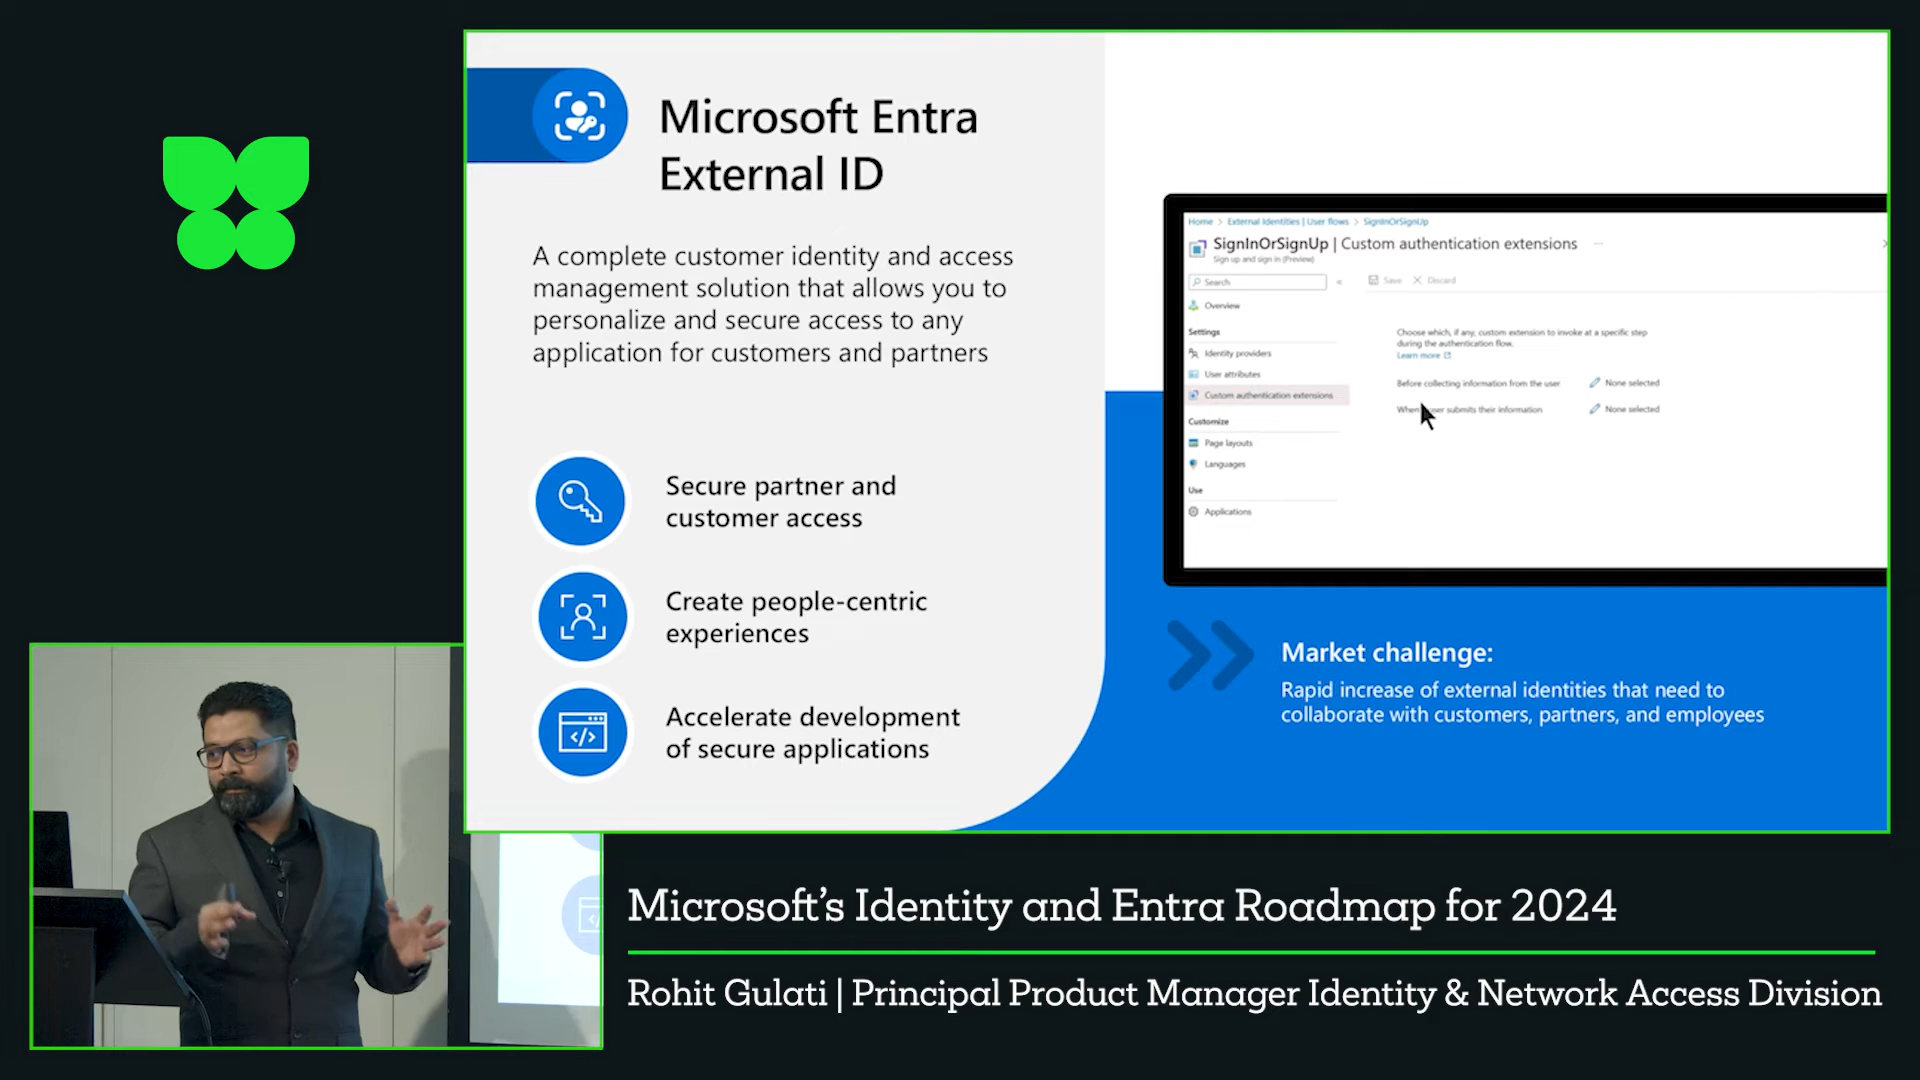 Microsoft Entra
External ID
A complete customer identity and access
management solution that allows you to
personalize and secure access to any
application for customers and partners
Secure partner and
customer access
Create people-centric
experiences
Accelerate development
of secure applications
Home > External Identities | User flows > SignInOrSignUp
SignInOrSignUp | Custom authentication extensions ...
Sign up and sign in (Preview)
Search
«
Save
Discard
Overview
Settings
Identity providers
User attributes
Custom authentication extensions
Customize
Page layouts
Languages
Use
Applications
Choose which, if any, custom extension to invoke at a specific step
during the authentication flow.
Learn more
Before collecting information from the user
None selected
When user submits their information
None selected
Market challenge:
Rapid increase of external identities that need to
collaborate with customers, partners, and employees
Microsoft’s Identity and Entra Roadmap for 2024
Rohit Gulati | Principal Product Manager Identity & Network Access Division